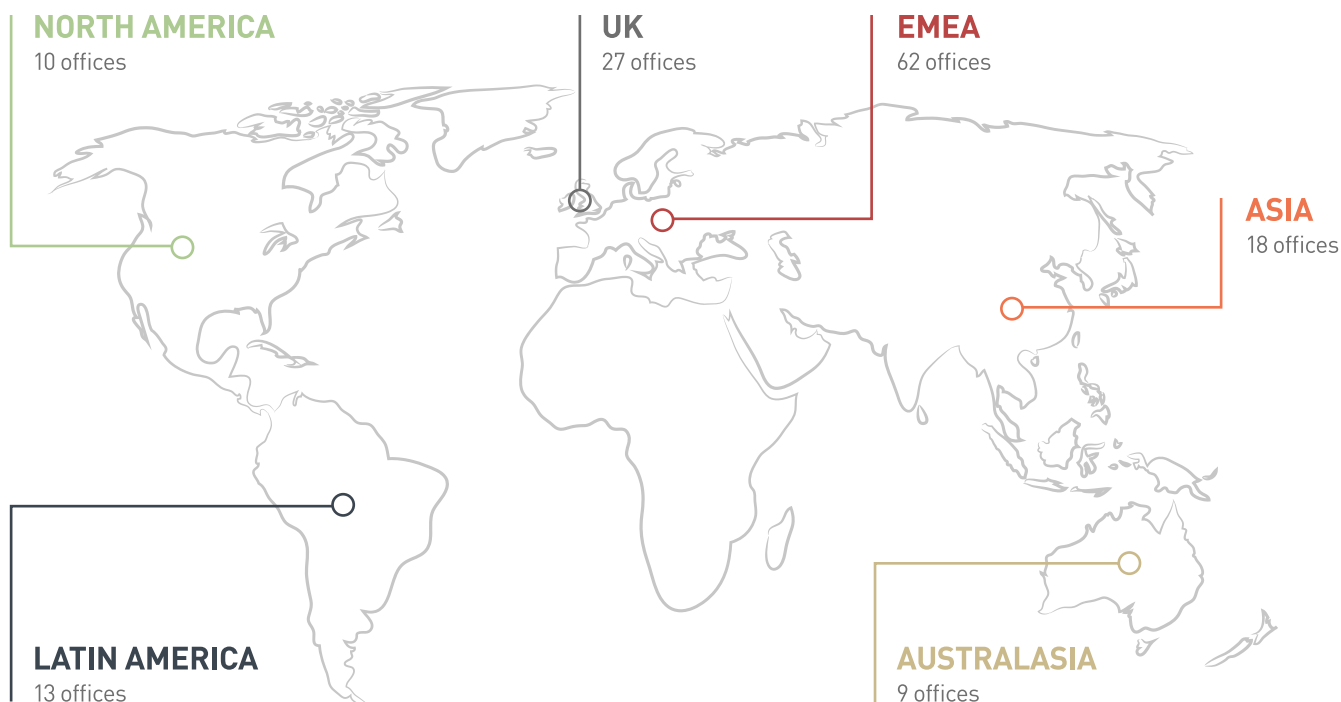 NORTH AMERICA
10 offices
UK
27 offices
EMEA
62 offices
ASIA
18 offices
LATIN AMERICA
13 offices
AUSTRALASIA
9 offices